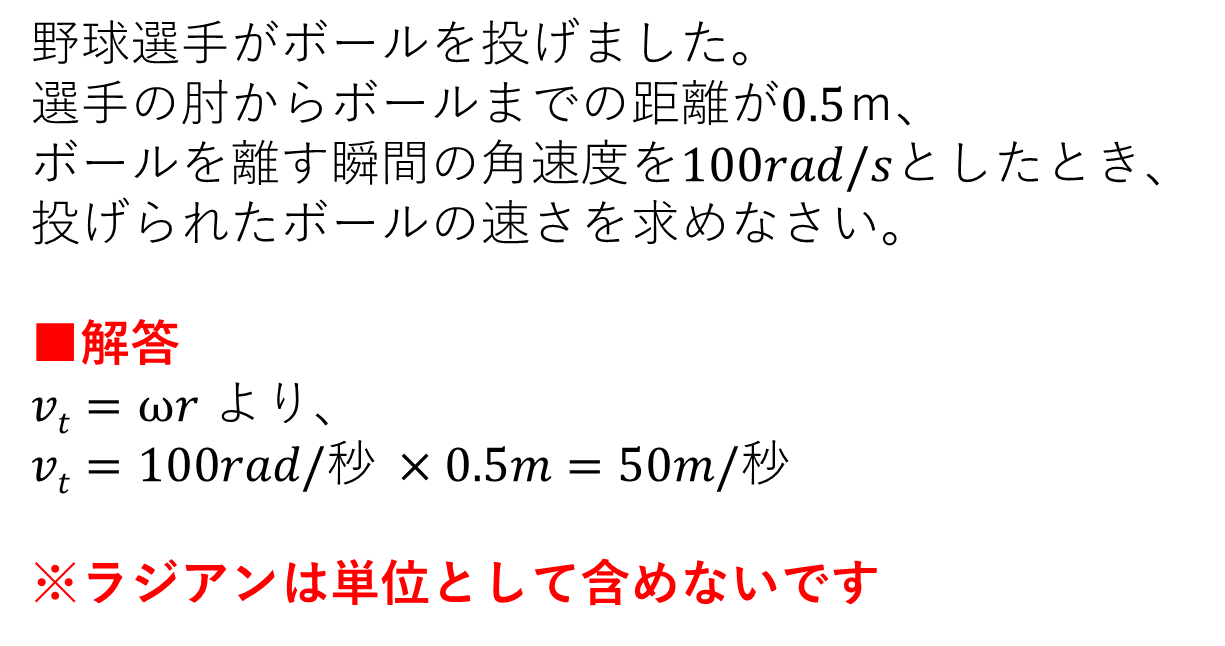 野球選手がボールを投げました。
選手の肘からボールまでの距離が0.5ｍ、
ボールを離す瞬間の角速度を100rad/sとしたとき、
投げられたボールの速さを求めなさい。
■解答
v_t = ωr より、
v_t = 100rad/秒 × 0.5m = 50m/秒
※ラジアンは単位として含めないです